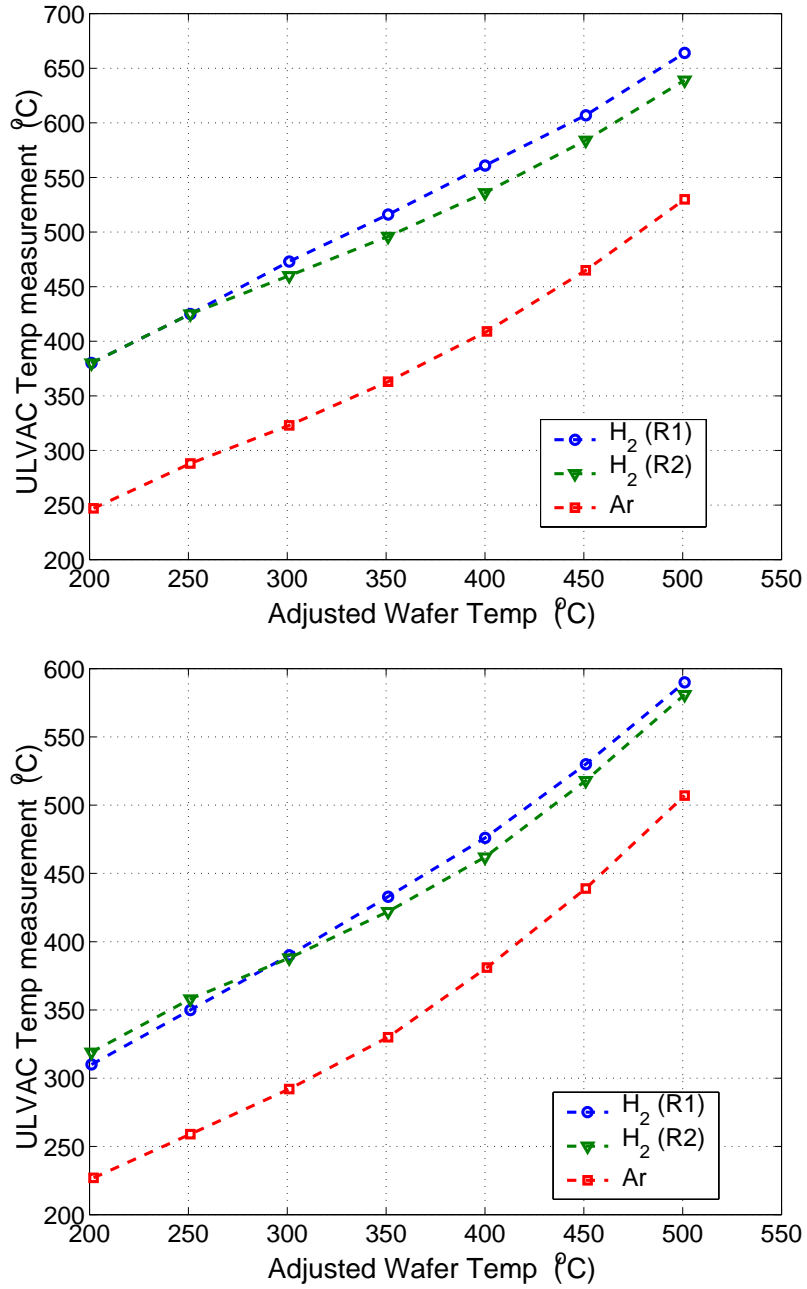 700
650
600
550
500
450
400
350
300
250
200
ULVAC Temp measurement (°C)
H2 (R1)
H2 (R2)
Ar
200 250 300 350 400 450 500 550
Adjusted Wafer Temp (°C)
600
550
500
450
400
350
300
250
200
ULVAC Temp measurement (°C)
H2 (R1)
H2 (R2)
Ar
200 250 300 350 400 450 500 550
Adjusted Wafer Temp (°C)